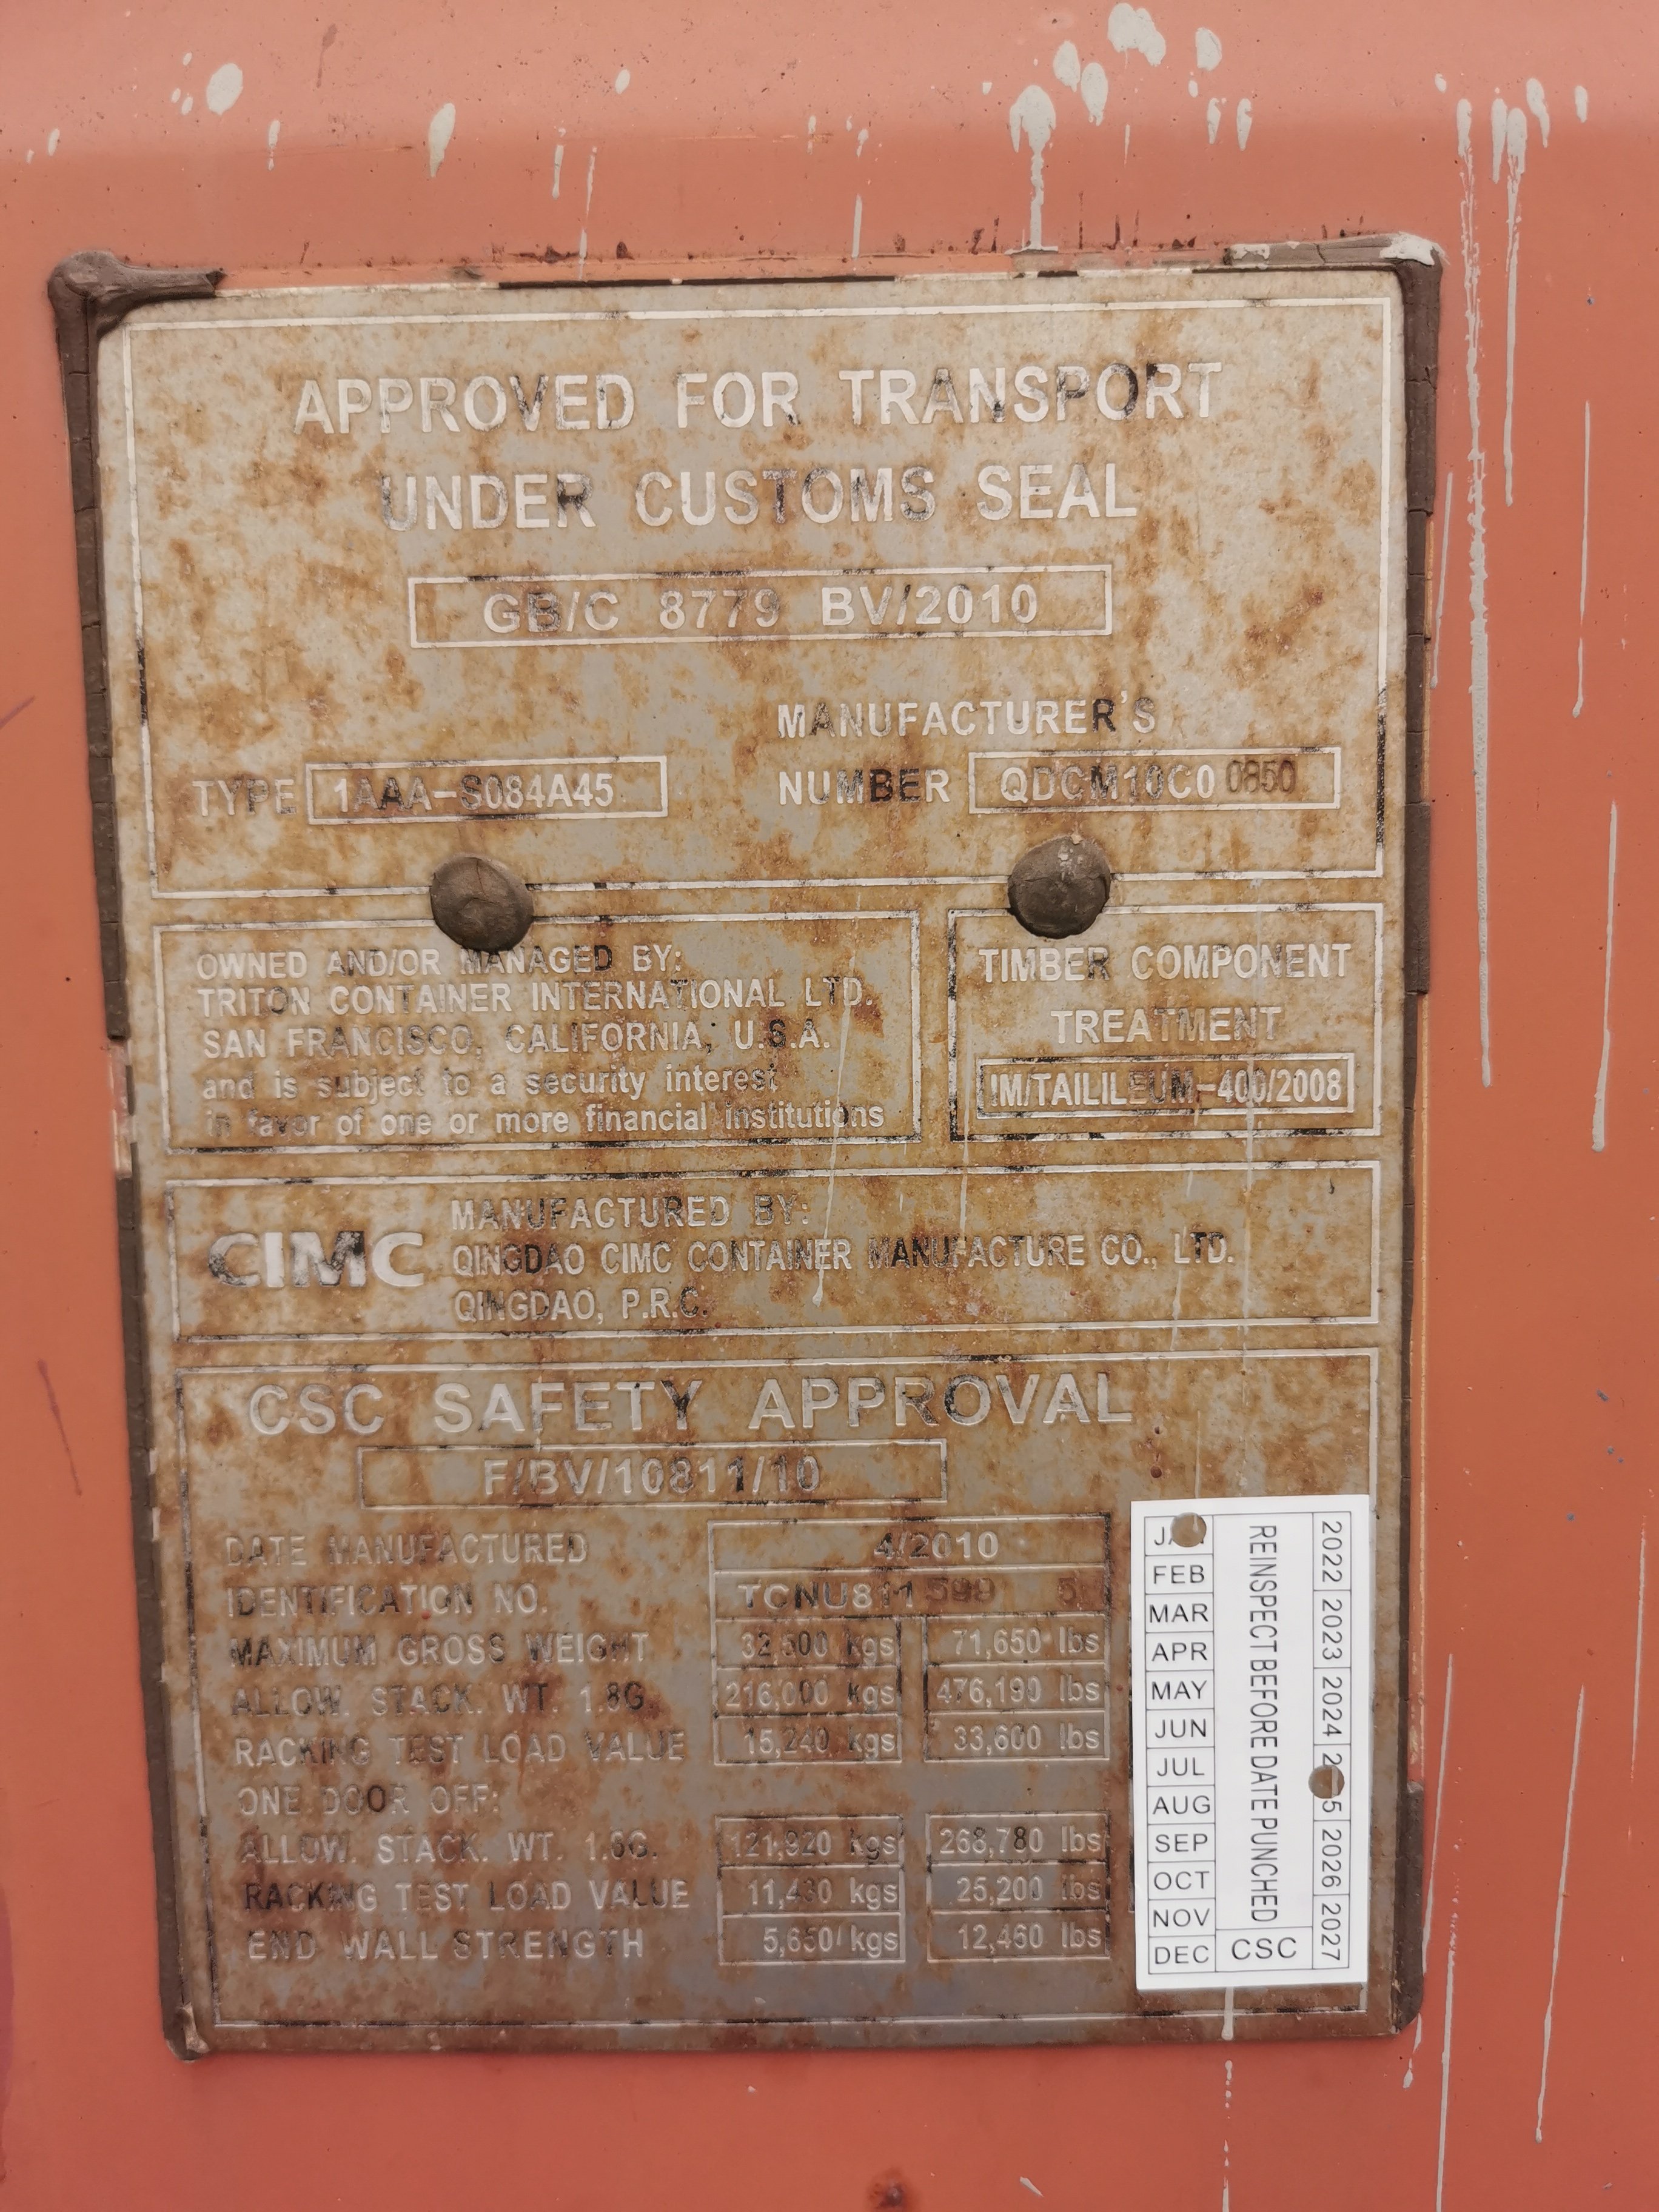 APPROVED FOR TRANSPORT
UNDER CUSTOMS SEAL
GB/C 8779 BV/2010
MANUFACTURER'S
TYPE 1AAA-S084A45 NUMBER QDCM10C0 0850
OWNED AND/OR MANAGED BY:
TRITON CONTAINER INTERNATIONAL LTD.
SAN FRANCISCO, CALIFORNIA, U.S.A.
and is subject to a security interest
in favor of one or more financial institutions
TIMBER COMPONENT
TREATMENT
IM/TAILILEUM-400/2008
CIMC
MANUFACTURED BY:
QINGDAO CIMC CONTAINER MANUFACTURE CO., LTD.
QINGDAO, P.R.C.
CSC SAFETY APPROVAL
F/BV/10811/10
DATE MANUFACTURED 4/2010
IDENTIFICATION NO. TCNU811 599 5
MAXIMUM GROSS WEIGHT 32,500 kgs 71,650 lbs
ALLOW. STACK. WT. 1.8G. 216,000 kgs 476,190 lbs
RACKING TEST LOAD VALUE 15,240 kgs 33,600 lbs
ONE DOOR OFF:
ALLOW. STACK. WT. 1.8G. 121,920 kgs 268,780 lbs
RACKING TEST LOAD VALUE 11,430 kgs 25,200 lbs
END WALL STRENGTH 5,650 kgs 12,460 lbs
JAN
FEB
MAR
APR
MAY
JUN
JUL
AUG
SEP
OCT
NOV
DEC
REINSPECT BEFORE DATE PUNCHED
CSC
2022 2023 2024 2025 2026 2027